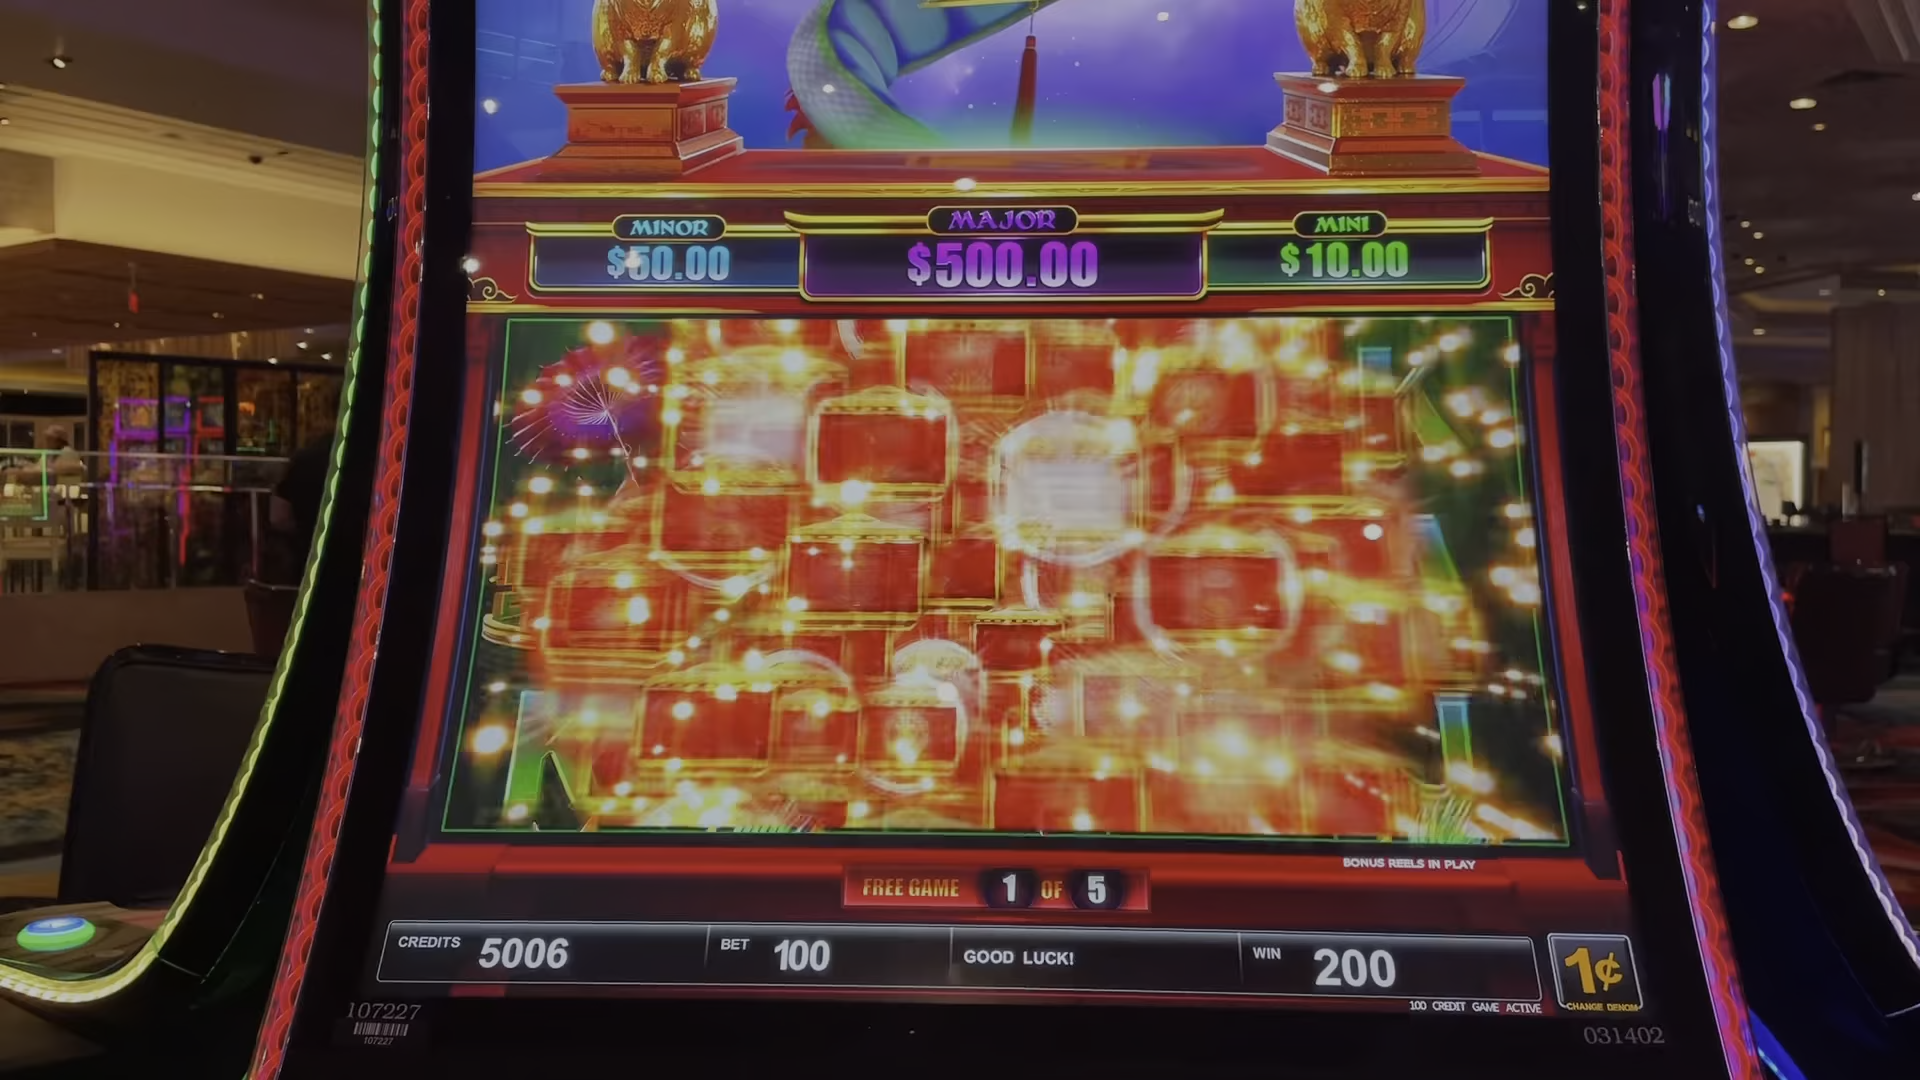 MINOR
$50.00
MAJOR
$500.00
MINI
$10.00
BONUS REELS IN PLAY
FREE GAME 1 OF 5
CREDITS 5006
BET 100
GOOD LUCK!
WIN 200
1¢
CHANGE DENOM
100 CREDIT GAME ACTIVE
107227
107227
031402